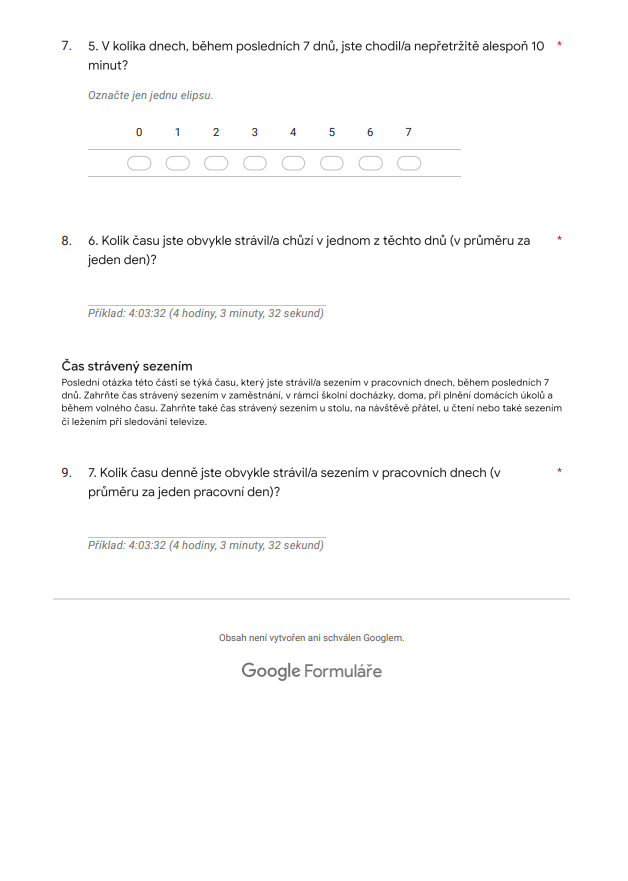 7. 5. V kolika dnech, během posledních 7 dnů, jste chodil/a nepřetržitě alespoň 10 *
minut?
Označte jen jednu elipsu.
0 1 2 3 4 5 6 7
8. 6. Kolik času jste obvykle strávil/a chůzí v jednom z těchto dnů (v průměru za *
jeden den)?
Příklad: 4:03:32 (4 hodiny, 3 minuty, 32 sekund)
Čas strávený sezením
Poslední otázka této části se týká času, který jste strávil/a sezením v pracovních dnech, během posledních 7
dnů. Zahrňte čas strávený sezením v zaměstnání, v rámci školní docházky, doma, při plnění domácích úkolů a
během volného času. Zahrňte také čas strávený sezením u stolu, na návštěvě přátel, u čtení nebo také sezením
či ležením při sledování televize.
9. 7. Kolik času denně jste obvykle strávil/a sezením v pracovních dnech (v *
průměru za jeden pracovní den)?
Příklad: 4:03:32 (4 hodiny, 3 minuty, 32 sekund)
Obsah není vytvořen ani schválen Googlem.
Google Formuláře